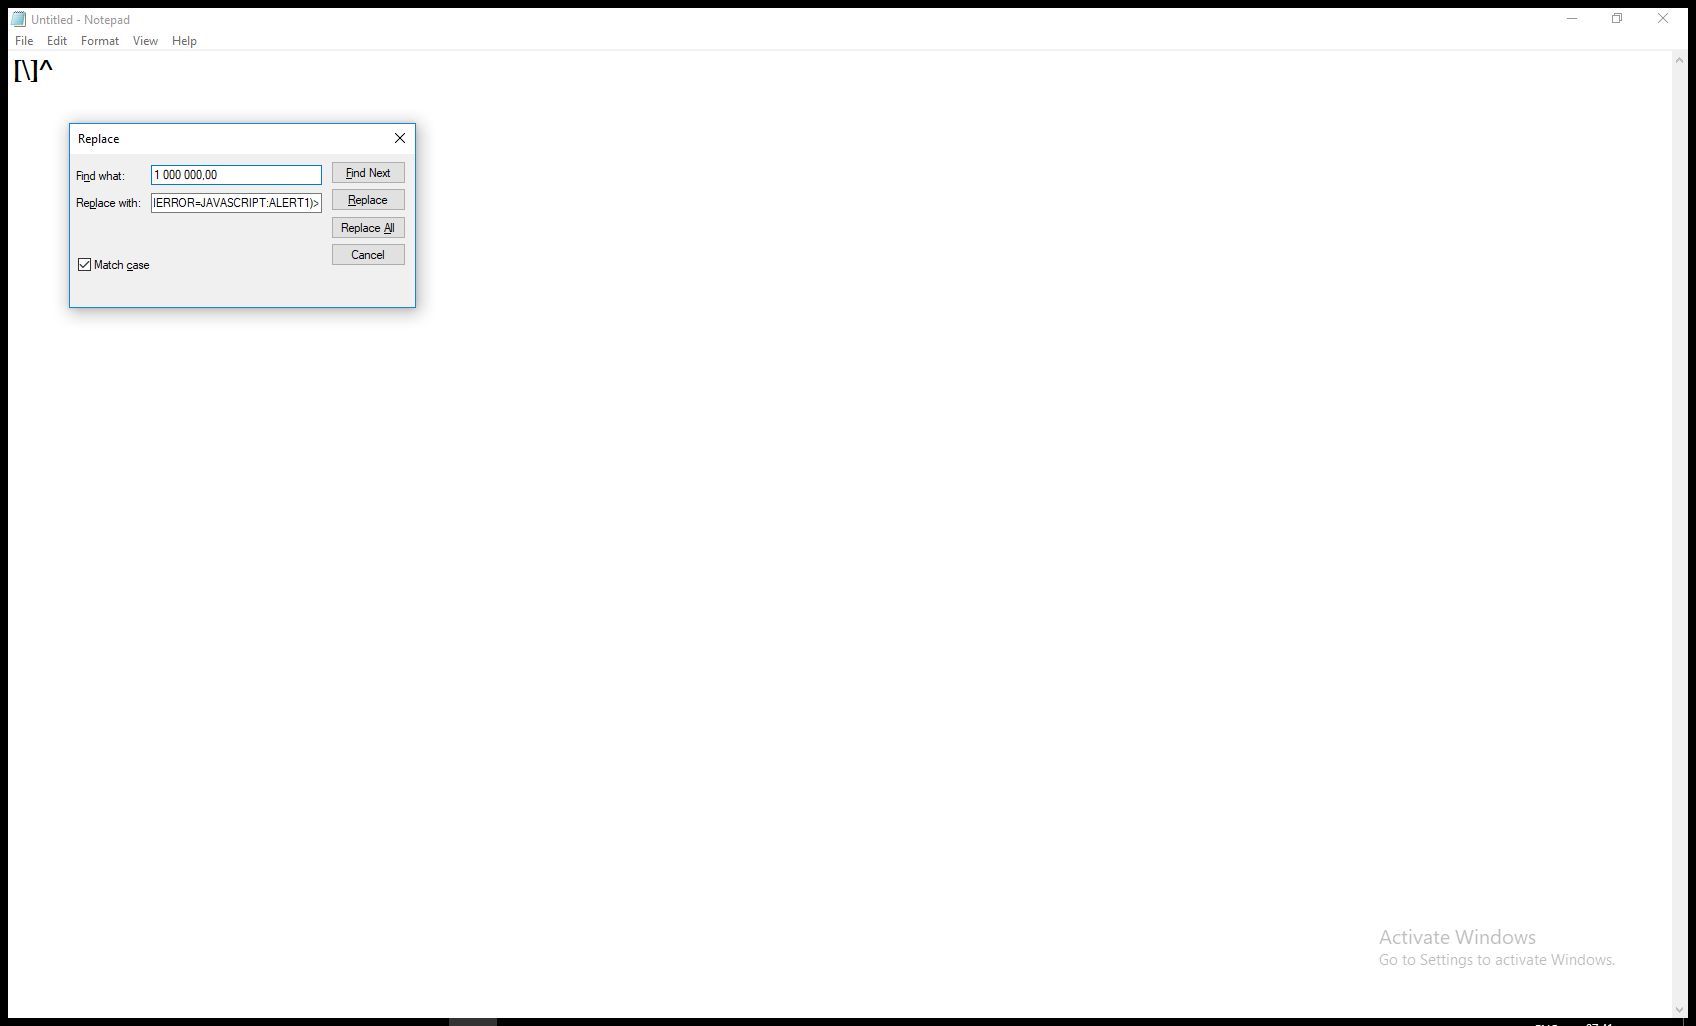 Untitled - Notepad
File Edit Format View Help
[\]^
Replace
Find what: 1 000 000,00 Find Next
Replace with: IERROR=JAVASCRIPT:ALERT1)> Replace
Replace All
Cancel
Match case
Activate Windows
Go to Settings to activate Windows.